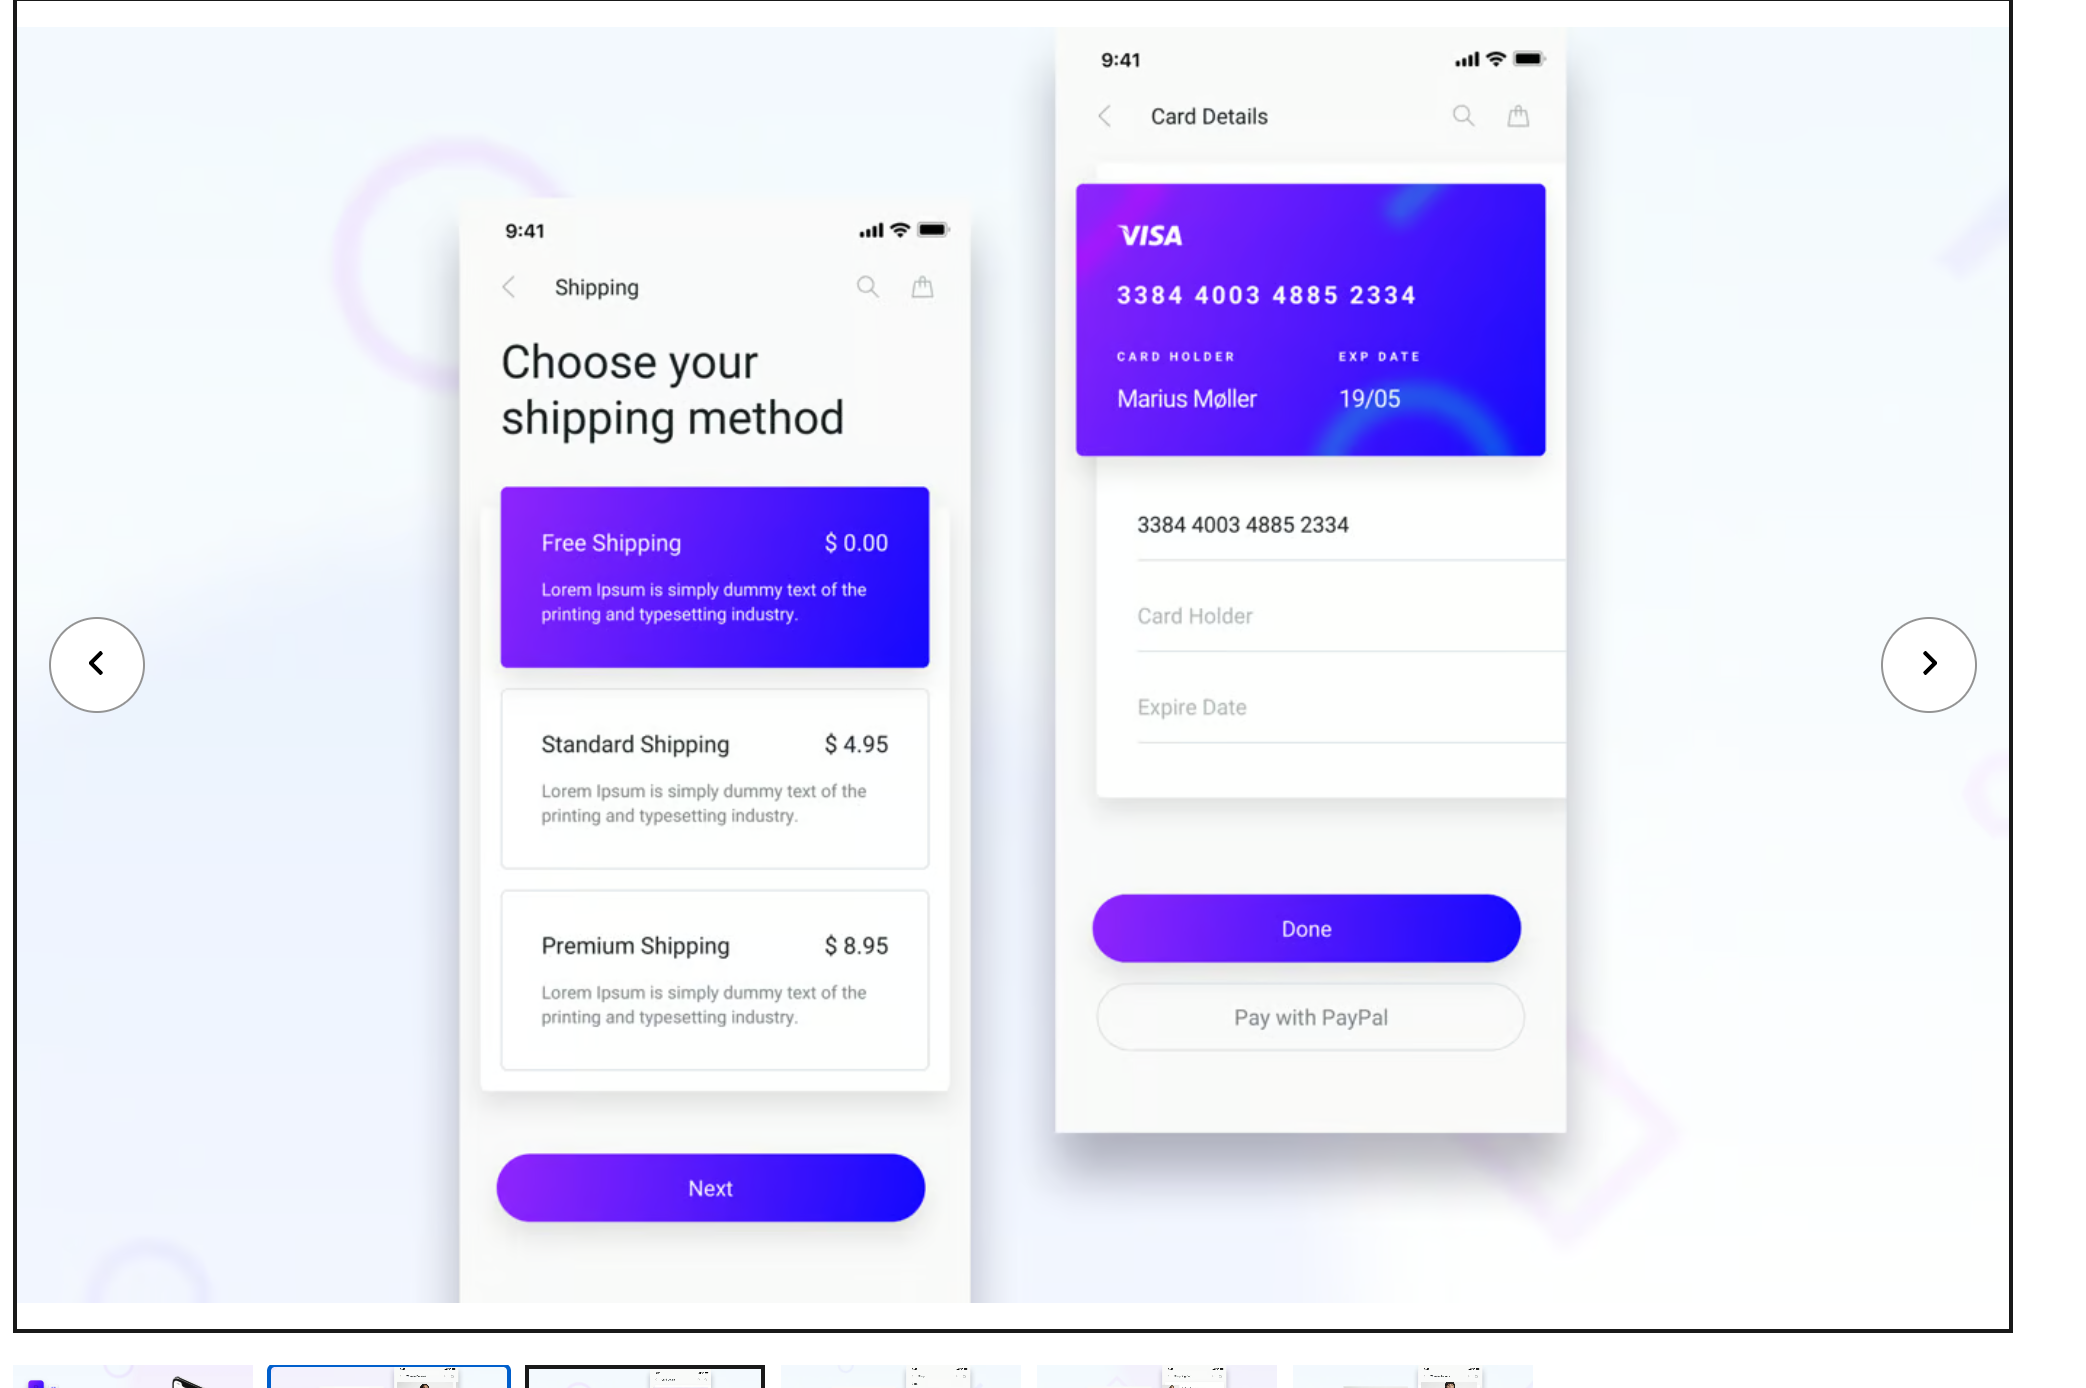 9:41
Shipping
Choose your
shipping method
Free Shipping $ 0.00
Lorem Ipsum is simply dummy text of the
printing and typesetting industry.
Standard Shipping $ 4.95
Lorem Ipsum is simply dummy text of the
printing and typesetting industry.
Premium Shipping $ 8.95
Lorem Ipsum is simply dummy text of the
printing and typesetting industry.
Next
9:41
Card Details
VISA
3384 4003 4885 2334
CARD HOLDER EXP DATE
Marius Møller 19/05
3384 4003 4885 2334
Card Holder
Expire Date
Done
Pay with PayPal